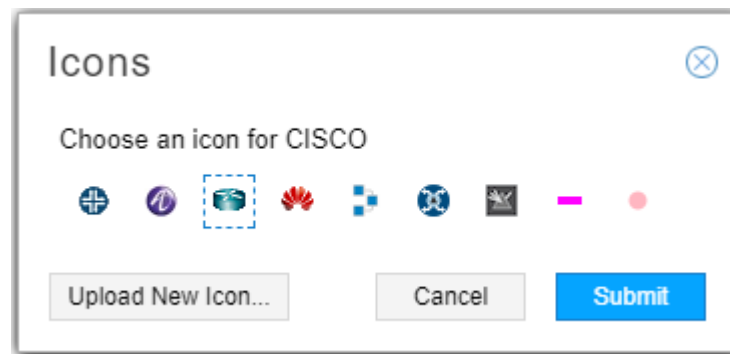 Icons
Choose an icon for CISCO
Upload New Icon...
Cancel
Submit